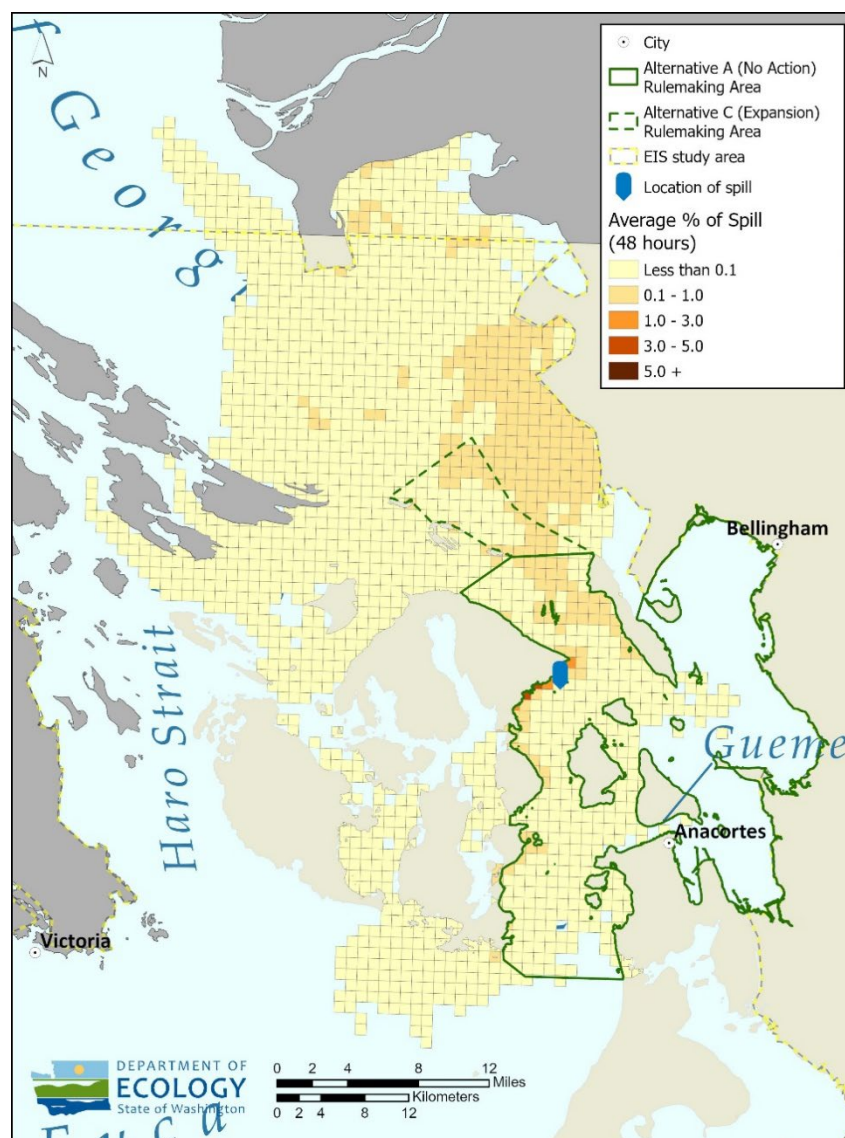 N
f
Georgi
City
Alternative A (No Action)
Rulemaking Area
Alternative C (Expansion)
Rulemaking Area
EIS study area
Location of spill
Average % of Spill
(48 hours)
Less than 0.1
0.1 - 1.0
1.0 - 3.0
3.0 - 5.0
5.0 +
Bellingham
Haro Strait
Gueme
Anacortes
Victoria
DEPARTMENT OF
ECOLOGY
State of Washington
0 2 4 8 12
Miles
Kilometers
0 2 4 8 12